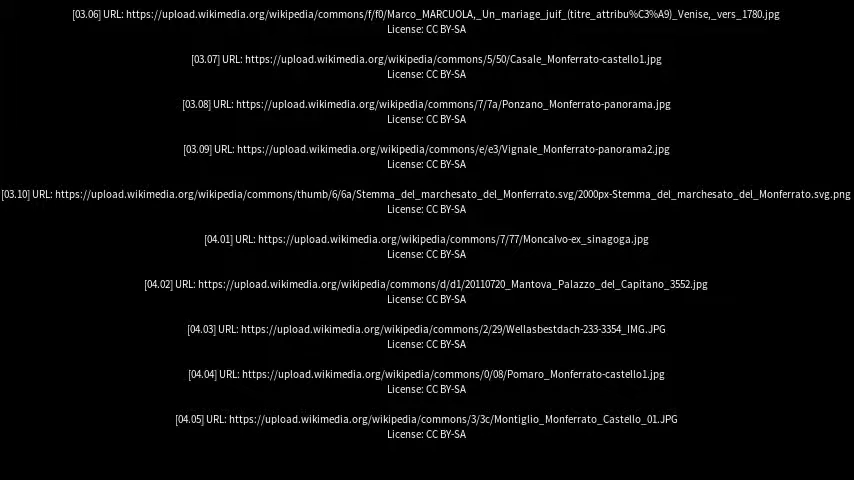 [03.06] URL: https://upload.wikimedia.org/wikipedia/commons/f/f0/Marco_MARCUOLA,_Un_mariage_juif_(titre_attribu%C3%A9)_Venise,_vers_1780.jpg
License: CC BY-SA
[03.07] URL: https://upload.wikimedia.org/wikipedia/commons/5/50/Casale_Monferrato-castello1.jpg
License: CC BY-SA
[03.08] URL: https://upload.wikimedia.org/wikipedia/commons/7/7a/Ponzano_Monferrato-panorama.jpg
License: CC BY-SA
[03.09] URL: https://upload.wikimedia.org/wikipedia/commons/e/e3/Vignale_Monferrato-panorama2.jpg
License: CC BY-SA
[03.10] URL: https://upload.wikimedia.org/wikipedia/commons/thumb/6/6a/Stemma_del_marchesato_del_Monferrato.svg/2000px-Stemma_del_marchesato_del_Monferrato.svg.png
License: CC BY-SA
[04.01] URL: https://upload.wikimedia.org/wikipedia/commons/7/77/Moncalvo-ex_sinagoga.jpg
License: CC BY-SA
[04.02] URL: https://upload.wikimedia.org/wikipedia/commons/d/d1/20110720_Mantova_Palazzo_del_Capitano_3552.jpg
License: CC BY-SA
[04.03] URL: https://upload.wikimedia.org/wikipedia/commons/2/29/Wellasbestdach-233-3354_IMG.JPG
License: CC BY-SA
[04.04] URL: https://upload.wikimedia.org/wikipedia/commons/0/08/Pomaro_Monferrato-castello1.jpg
License: CC BY-SA
[04.05] URL: https://upload.wikimedia.org/wikipedia/commons/3/3c/Montiglio_Monferrato_Castello_01.JPG
License: CC BY-SA